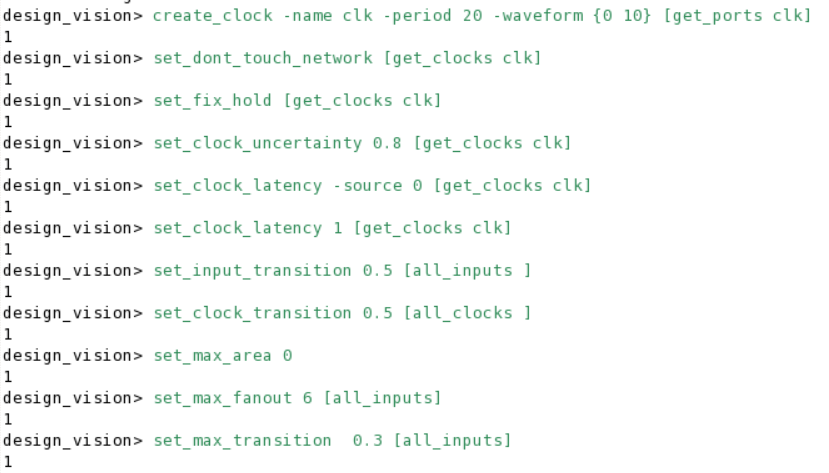 design_vision> create_clock -name clk -period 20 -waveform {0 10} [get_ports clk]
1
design_vision> set_dont_touch_network [get_clocks clk]
1
design_vision> set_fix_hold [get_clocks clk]
1
design_vision> set_clock_uncertainty 0.8 [get_clocks clk]
1
design_vision> set_clock_latency -source 0 [get_clocks clk]
1
design_vision> set_clock_latency 1 [get_clocks clk]
1
design_vision> set_input_transition 0.5 [all_inputs ]
1
design_vision> set_clock_transition 0.5 [all_clocks ]
1
design_vision> set_max_area 0
1
design_vision> set_max_fanout 6 [all_inputs]
1
design_vision> set_max_transition  0.3 [all_inputs]
1